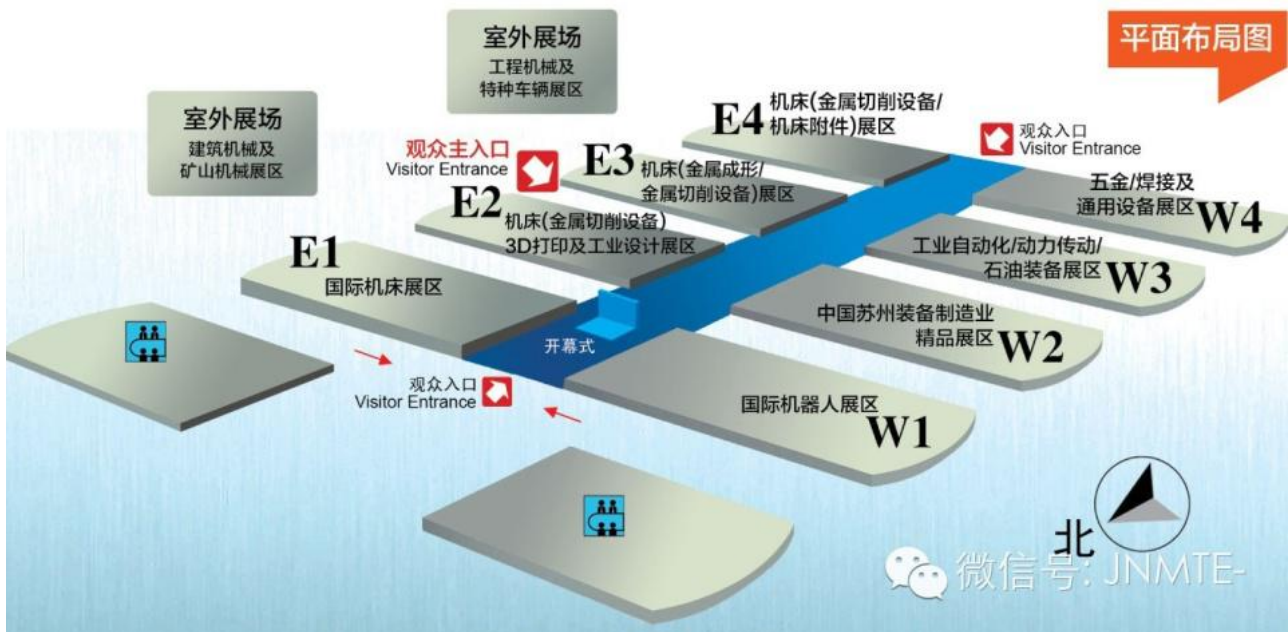 平面布局图
室外展场
工程机械及
特种车辆展区
室外展场
建筑机械及
矿山机械展区
E4
机床(金属切削设备/
机床附件)展区
观众入口
Visitor Entrance
观众主入口
Visitor Entrance
E3
机床(金属成形/
金属切削设备)展区
五金/焊接及
通用设备展区
W4
E2
机床(金属切削设备)
3D打印及工业设计展区
工业自动化/动力传动/
石油装备展区
W3
E1
国际机床展区
中国苏州装备制造业
精品展区
W2
开幕式
观众入口
Visitor Entrance
国际机器人展区
W1
北
微信号: JNMTE-